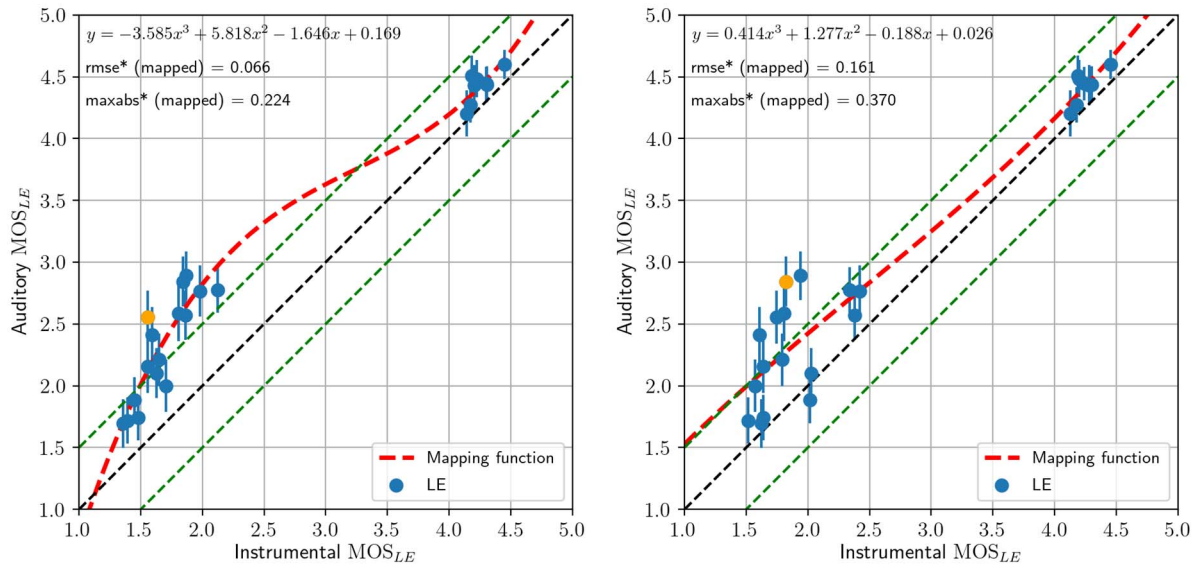 y = −3.585x³ + 5.818x² − 1.646x + 0.169
rmse* (mapped) = 0.066
maxabs* (mapped) = 0.224
5.0
4.5
4.0
3.5
3.0
2.5
2.0
1.5
1.0
Auditory MOS_LE
Mapping function
LE
1.0 1.5 2.0 2.5 3.0 3.5 4.0 4.5 5.0
Instrumental MOS_LE
y = 0.414x³ + 1.277x² − 0.188x + 0.026
rmse* (mapped) = 0.161
maxabs* (mapped) = 0.370
5.0
4.5
4.0
3.5
3.0
2.5
2.0
1.5
1.0
Auditory MOS_LE
Mapping function
LE
1.0 1.5 2.0 2.5 3.0 3.5 4.0 4.5 5.0
Instrumental MOS_LE